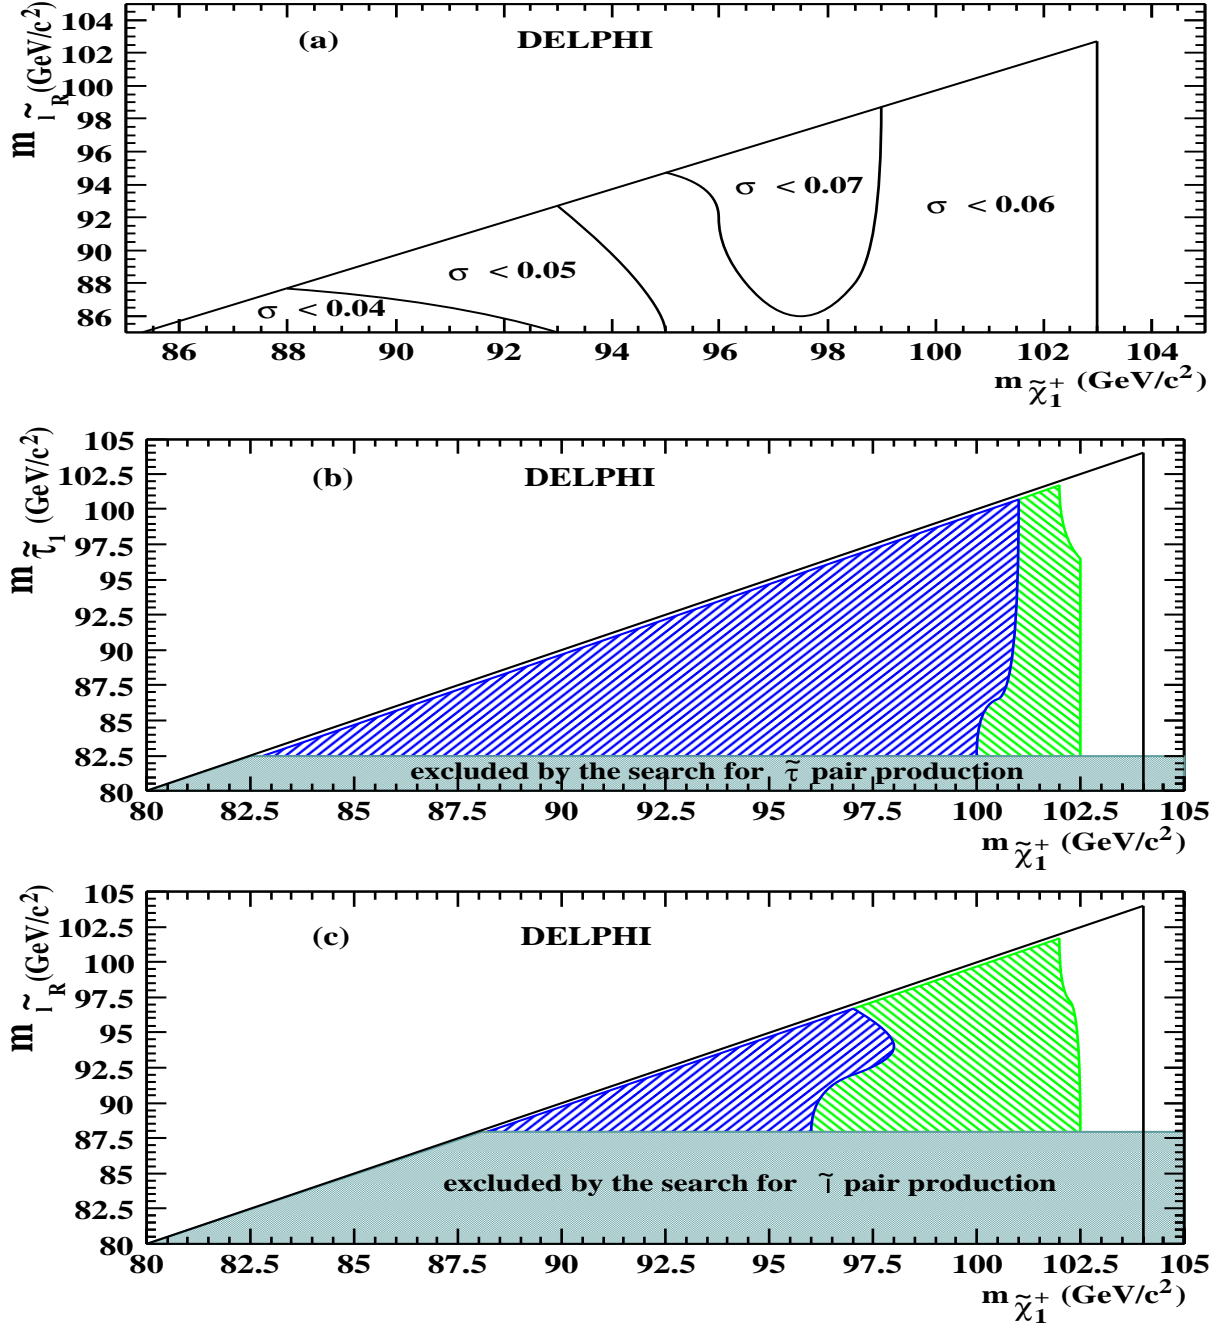 (a) DELPHI
m l̃_R (GeV/c²)
104
102
100
98
96
94
92
90
88
86
σ < 0.07
σ < 0.06
σ < 0.05
σ < 0.04
86 88 90 92 94 96 98 100 102 104
m χ̃₁⁺ (GeV/c²)
(b) DELPHI
m τ̃₁ (GeV/c²)
105
102.5
100
97.5
95
92.5
90
87.5
85
82.5
80
excluded by the search for τ̃ pair production
80 82.5 85 87.5 90 92.5 95 97.5 100 102.5 105
m χ̃₁⁺ (GeV/c²)
(c) DELPHI
m l̃_R (GeV/c²)
105
102.5
100
97.5
95
92.5
90
87.5
85
82.5
80
excluded by the search for l̃ pair production
80 82.5 85 87.5 90 92.5 95 97.5 100 102.5 105
m χ̃₁⁺ (GeV/c²)